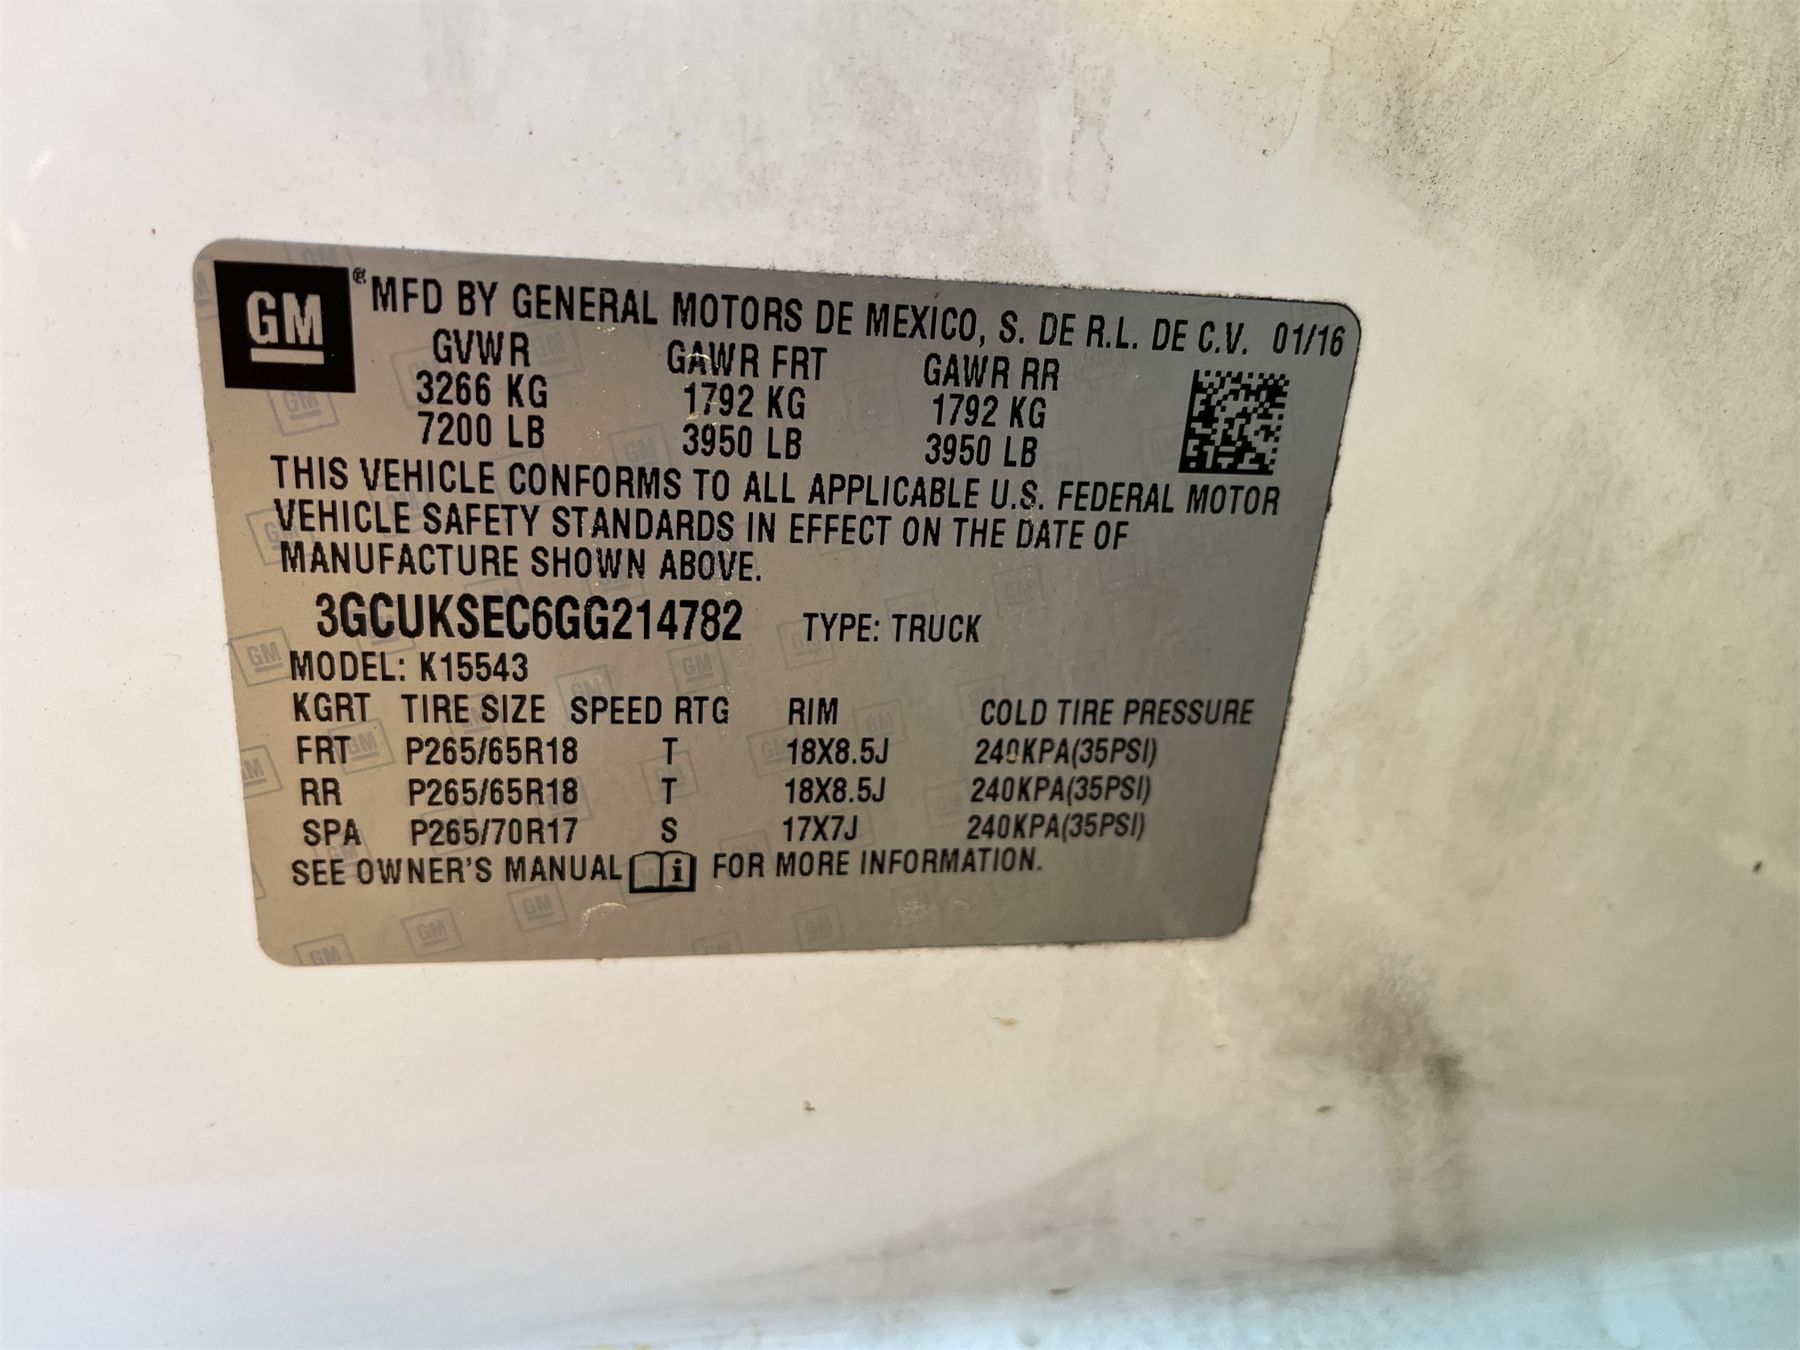 GM ® MFD BY GENERAL MOTORS DE MEXICO, S. DE R.L. DE C.V. 01/16
GVWR GAWR FRT GAWR RR
3266 KG 1792 KG 1792 KG
7200 LB 3950 LB 3950 LB
THIS VEHICLE CONFORMS TO ALL APPLICABLE U.S. FEDERAL MOTOR
VEHICLE SAFETY STANDARDS IN EFFECT ON THE DATE OF
MANUFACTURE SHOWN ABOVE.
3GCUKSEC6GG214782 TYPE: TRUCK
MODEL: K15543
KGRT TIRE SIZE SPEED RTG RIM COLD TIRE PRESSURE
FRT P265/65R18 T 18X8.5J 240KPA(35PSI)
RR P265/65R18 T 18X8.5J 240KPA(35PSI)
SPA P265/70R17 S 17X7J 240KPA(35PSI)
SEE OWNER'S MANUAL i FOR MORE INFORMATION.